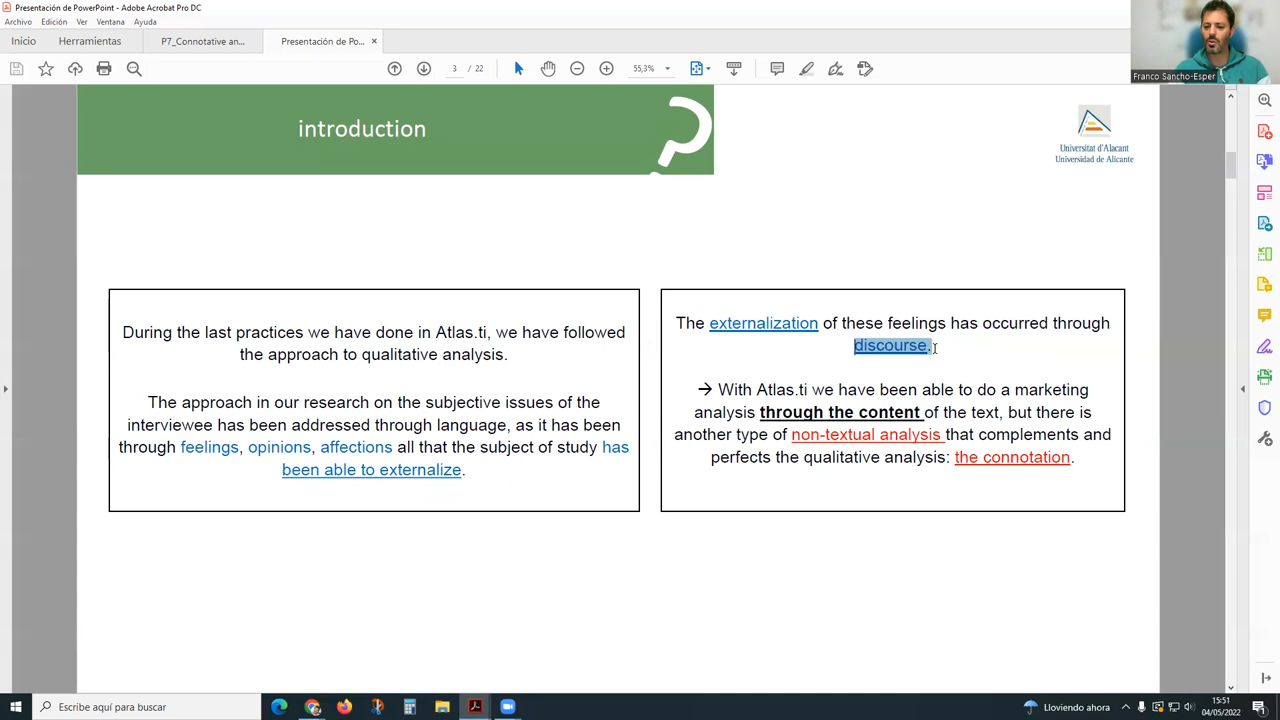 Presentación de PowerPoint - Adobe Acrobat Pro DC
Archivo Edición Ver Ventana Ayuda
Inicio Herramientas P7_Connotative an... Presentación de Po... ×
3 / 22 55,3%
Franco Sancho-Esper
introduction
Universitat d'Alacant
Universidad de Alicante
During the last practices we have done in Atlas.ti, we have followed
the approach to qualitative analysis.
The approach in our research on the subjective issues of the
interviewee has been addressed through language, as it has been
through feelings, opinions, affections all that the subject of study has
been able to externalize.
The externalization of these feelings has occurred through
discourse.
→ With Atlas.ti we have been able to do a marketing
analysis through the content of the text, but there is
another type of non-textual analysis that complements and
perfects the qualitative analysis: the connotation.
Escribe aquí para buscar
Lloviendo ahora
15:51
04/05/2022